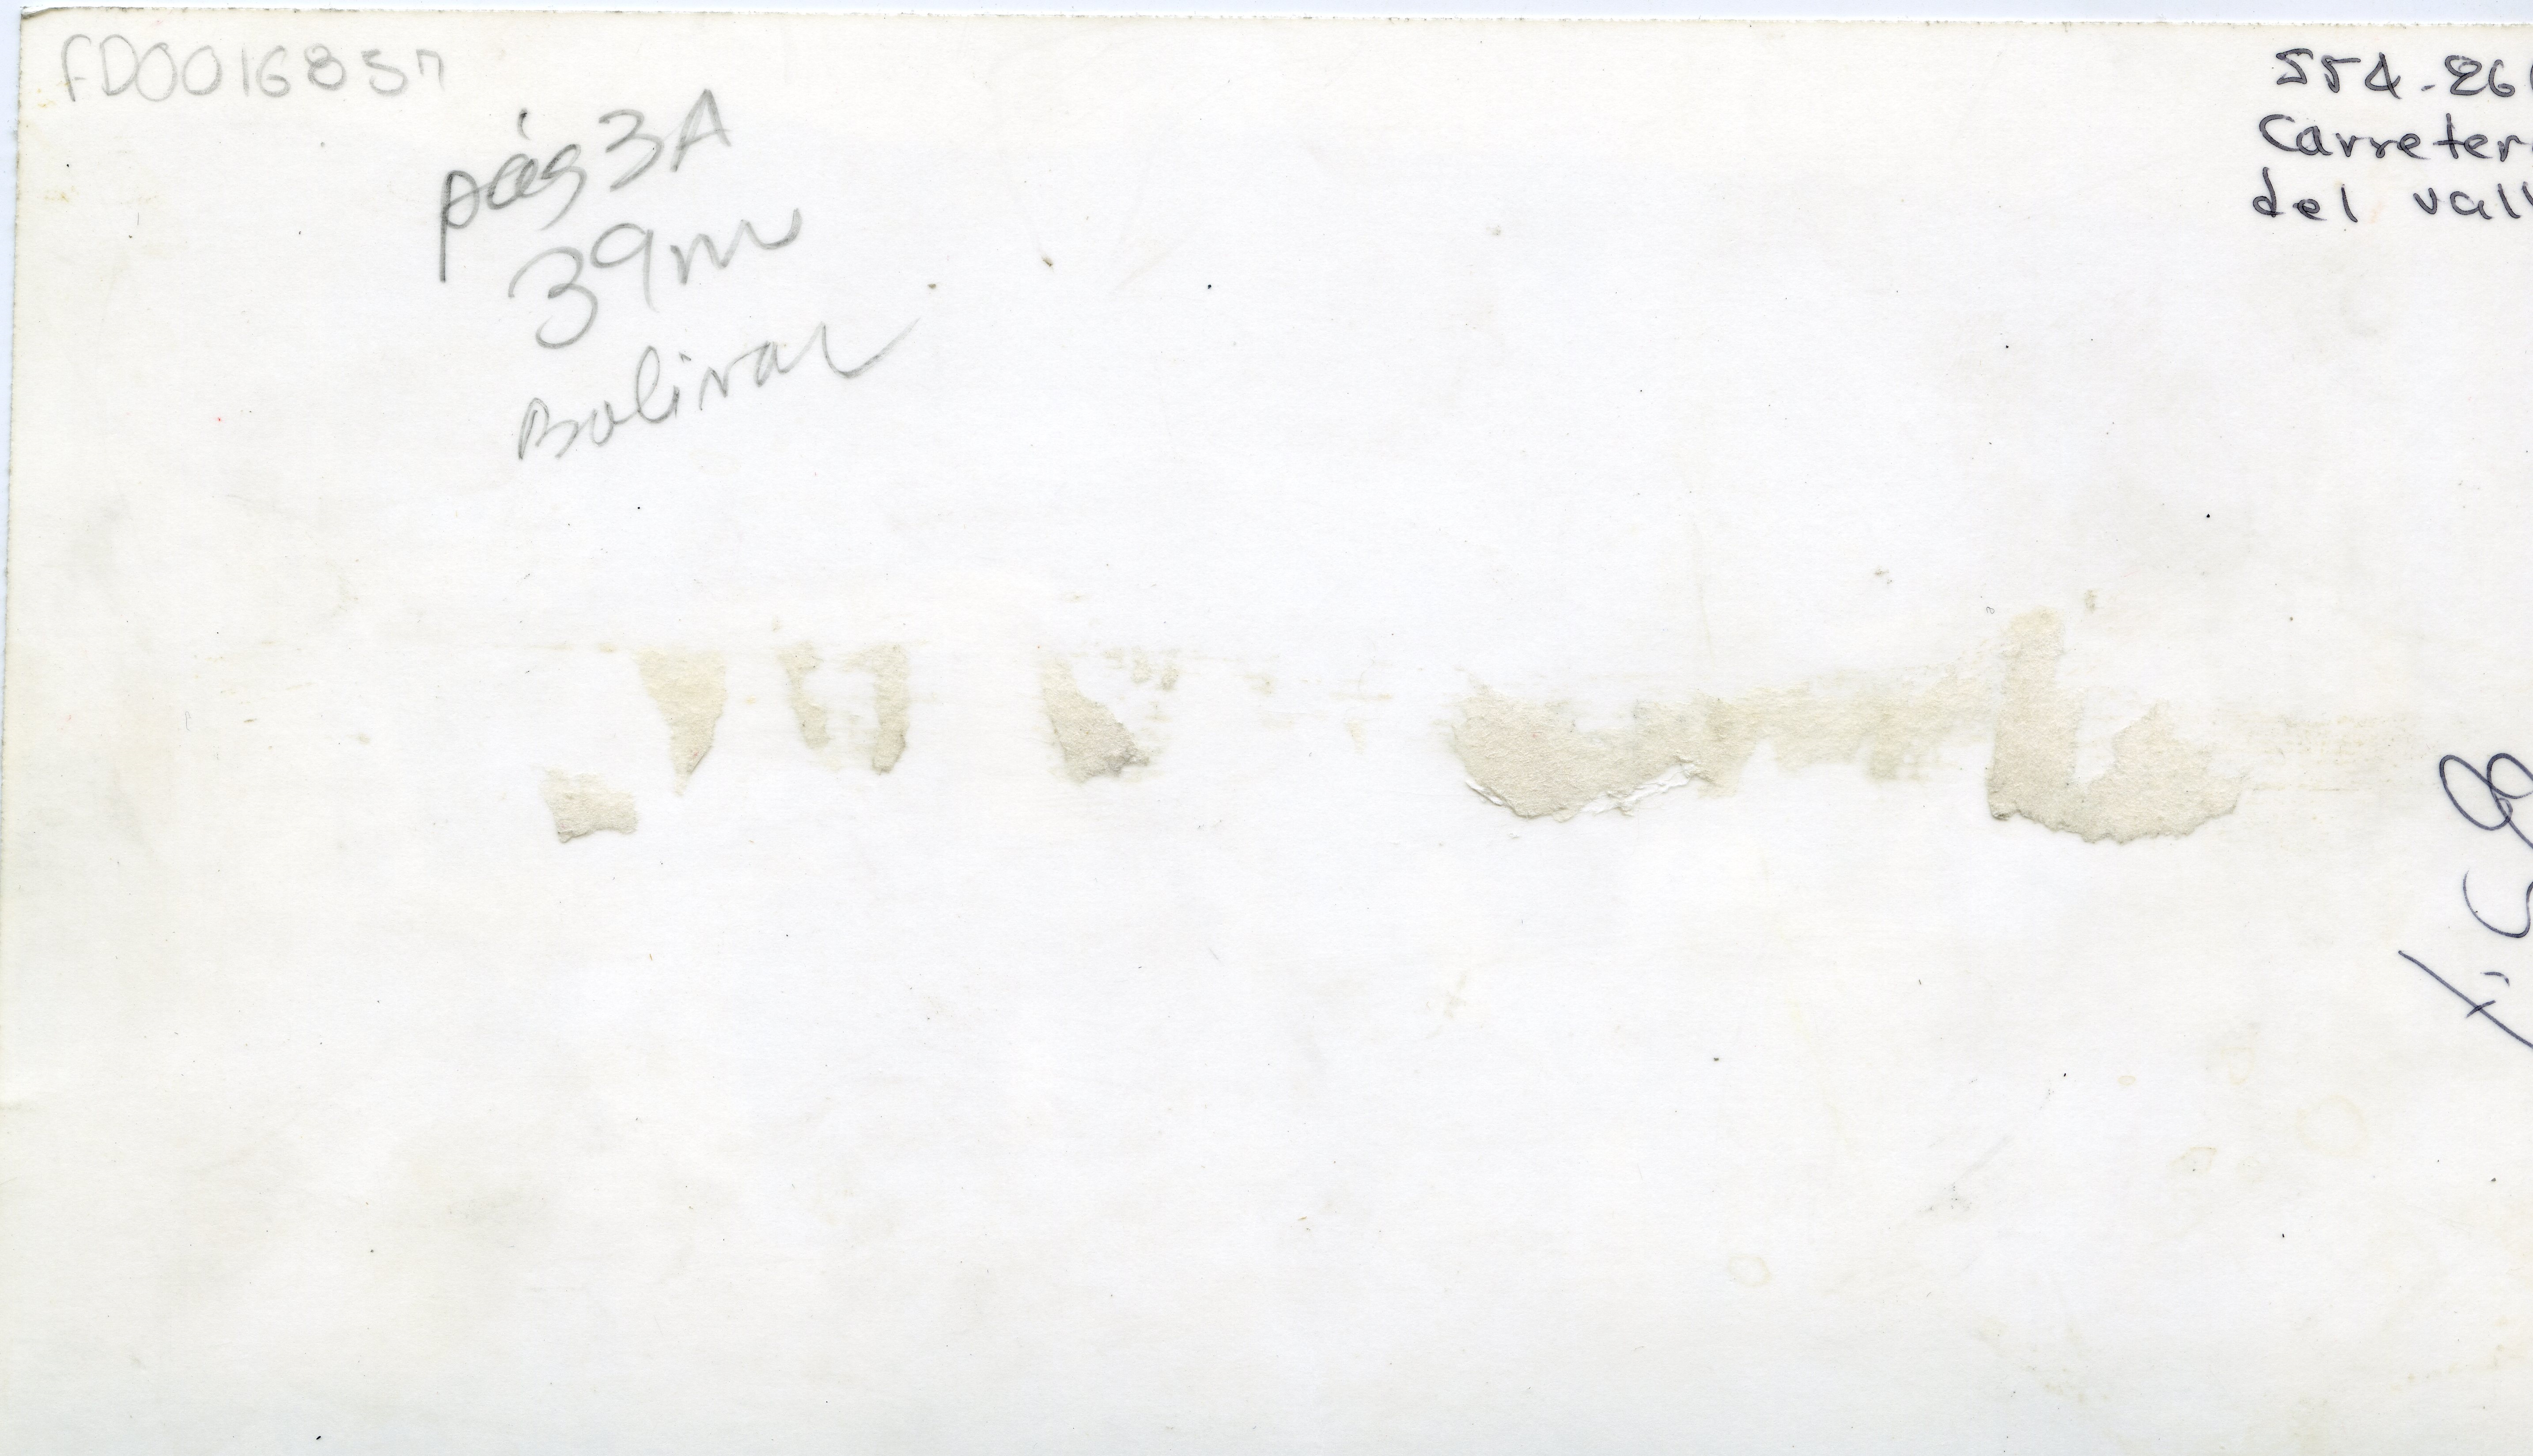 FD0016857
pág 3A
39m
Bolivar
554-26
Carreter
del vall